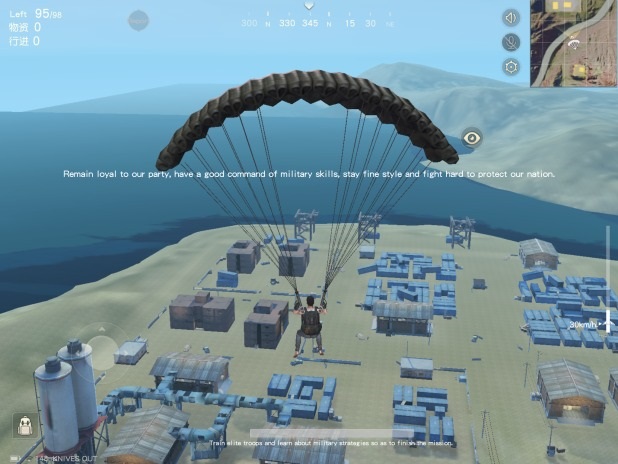 Left 95/98
物资 0
行进 0
300 N 330 345 N 15 30 NE
Remain loyal to our party, have a good command of military skills, stay fine style and fight hard to protect our nation.
30km/h
Train elite troops and learn about military strategies so as to finish the mission.
148, KNIVES OUT